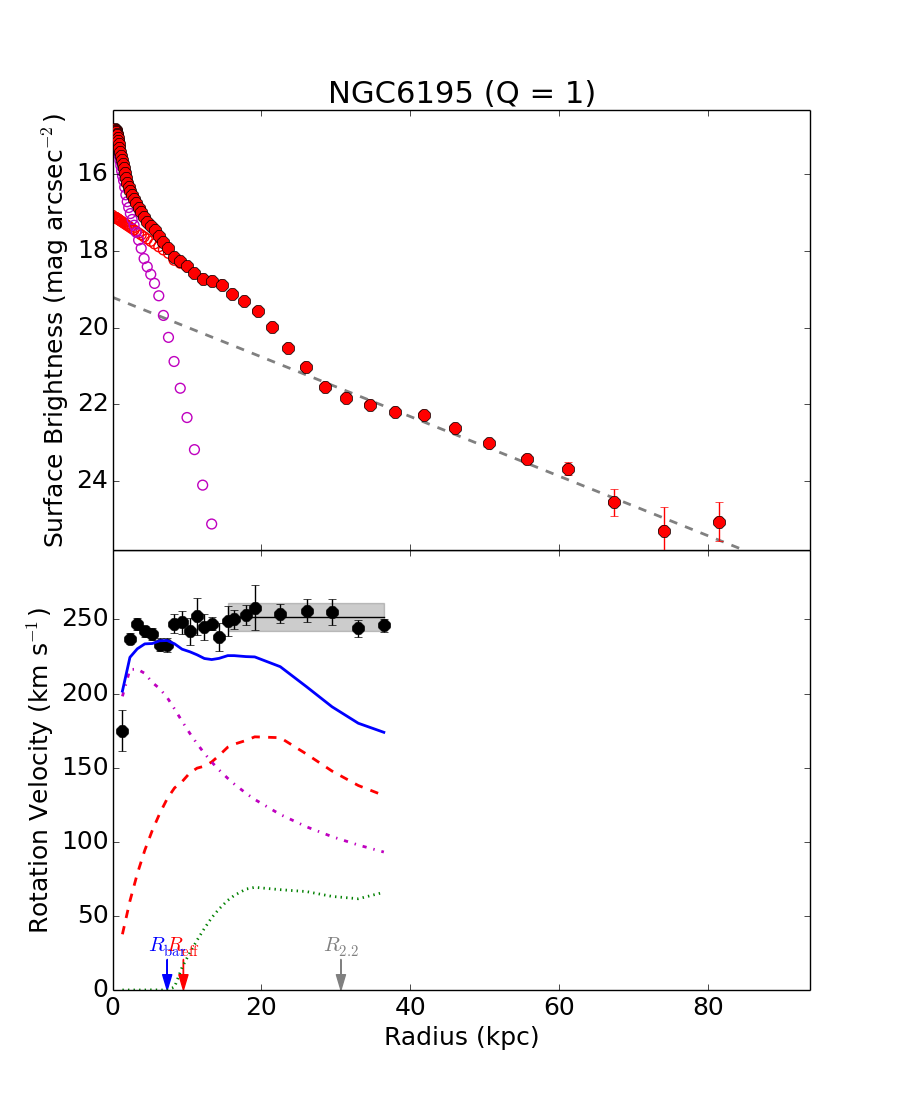 NGC6195 (Q = 1)
Surface Brightness (mag arcsec⁻²)
16
18
20
22
24
Rotation Velocity (km s⁻¹)
250
200
150
100
50
0
R_bar R_eff R_2.2
0 20 40 60 80
Radius (kpc)